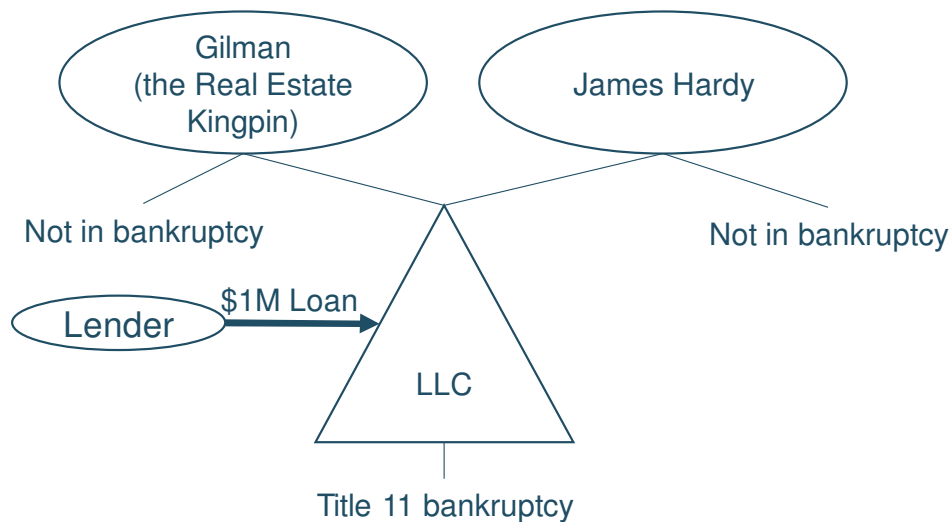 Gilman
(the Real Estate
Kingpin)
James Hardy
Not in bankruptcy
Not in bankruptcy
$1M Loan
Lender
LLC
Title 11 bankruptcy